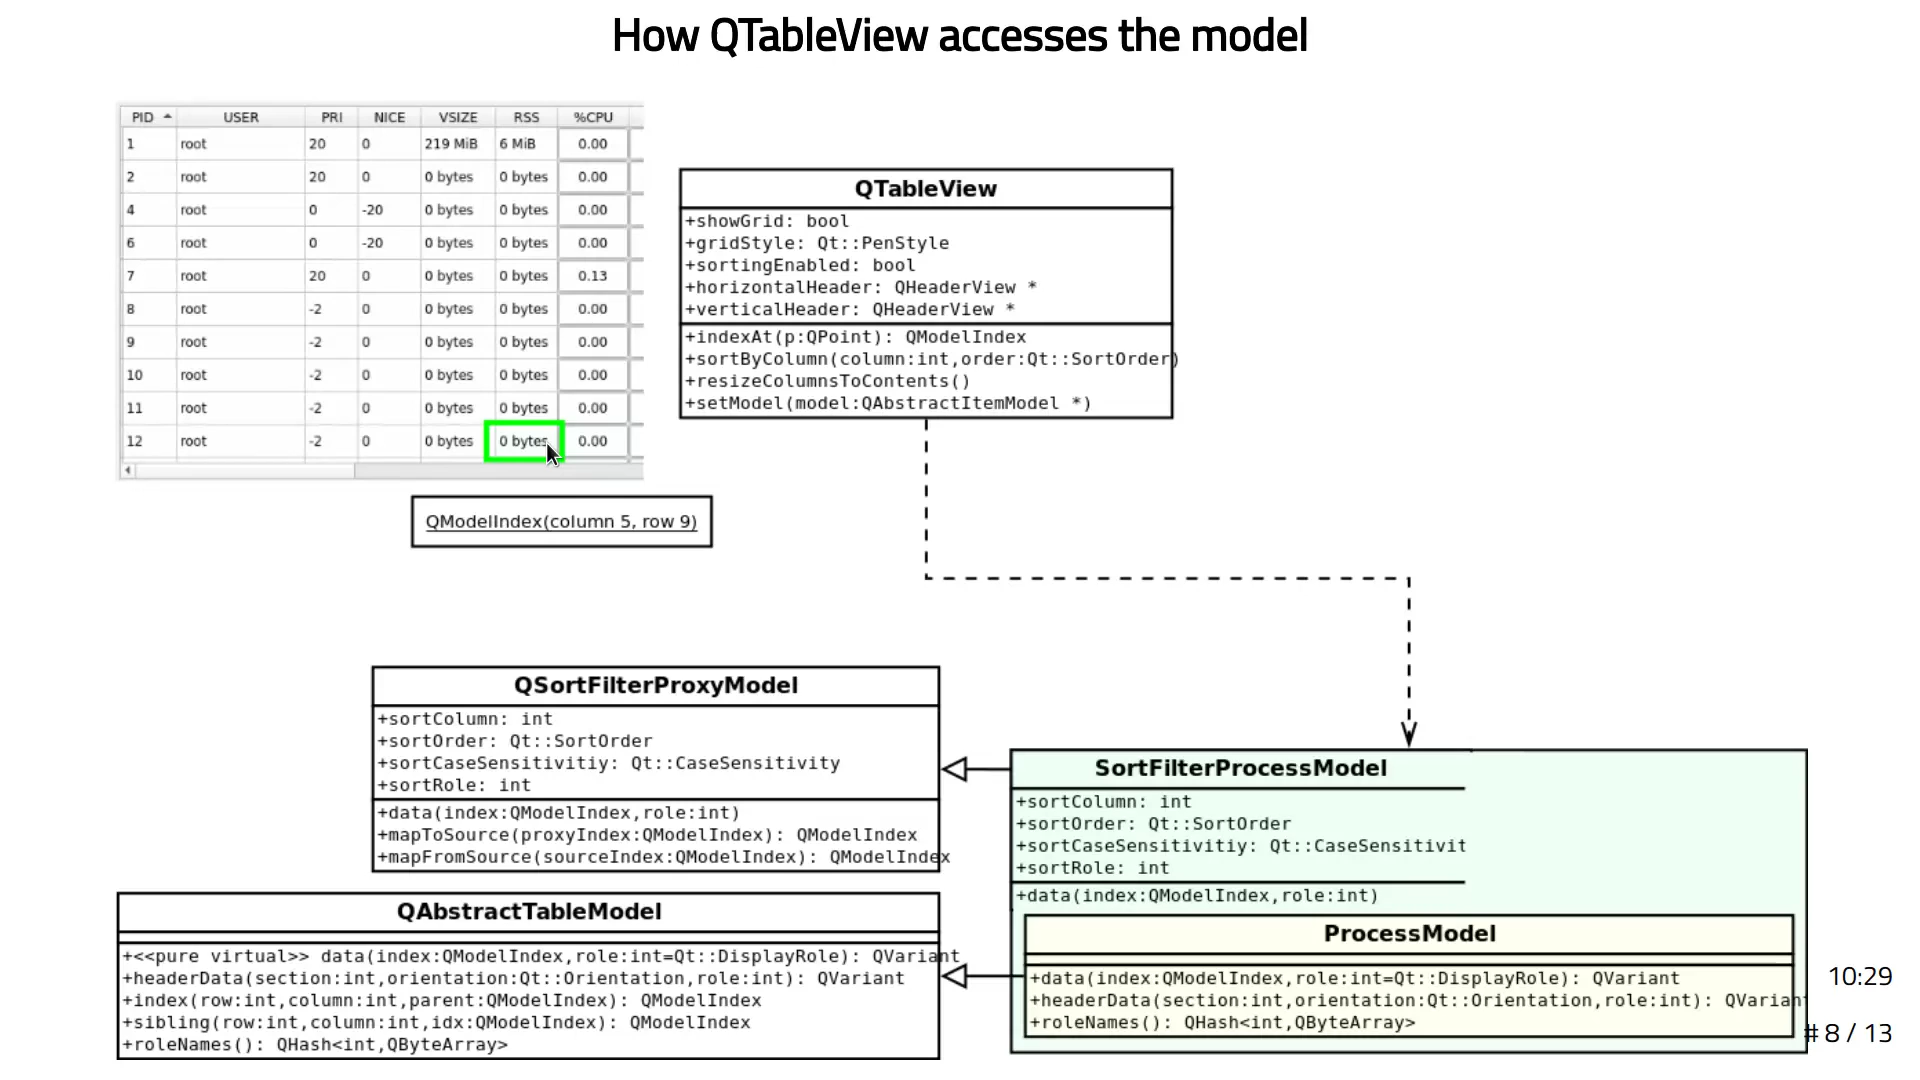 How QTableView accesses the model
PID USER PRI NICE VSIZE RSS %CPU
1 root 20 0 219 MiB 6 MiB 0.00
2 root 20 0 0 bytes 0 bytes 0.00
4 root 0 -20 0 bytes 0 bytes 0.00
6 root 0 -20 0 bytes 0 bytes 0.00
7 root 20 0 0 bytes 0 bytes 0.13
8 root -2 0 0 bytes 0 bytes 0.00
9 root -2 0 0 bytes 0 bytes 0.00
10 root -2 0 0 bytes 0 bytes 0.00
11 root -2 0 0 bytes 0 bytes 0.00
12 root -2 0 0 bytes 0 bytes 0.00
QModelIndex(column 5, row 9)
QTableView
+showGrid: bool
+gridStyle: Qt::PenStyle
+sortingEnabled: bool
+horizontalHeader: QHeaderView *
+verticalHeader: QHeaderView *
+indexAt(p:QPoint): QModelIndex
+sortByColumn(column:int,order:Qt::SortOrder)
+resizeColumnsToContents()
+setModel(model:QAbstractItemModel *)
QSortFilterProxyModel
+sortColumn: int
+sortOrder: Qt::SortOrder
+sortCaseSensitivitiy: Qt::CaseSensitivity
+sortRole: int
+data(index:QModelIndex,role:int)
+mapToSource(proxyIndex:QModelIndex): QModelIndex
+mapFromSource(sourceIndex:QModelIndex): QModelIndex
QAbstractTableModel
+<<pure virtual>> data(index:QModelIndex,role:int=Qt::DisplayRole): QVariant
+headerData(section:int,orientation:Qt::Orientation,role:int): QVariant
+index(row:int,column:int,parent:QModelIndex): QModelIndex
+sibling(row:int,column:int,idx:QModelIndex): QModelIndex
+roleNames(): QHash<int,QByteArray>
SortFilterProcessModel
+sortColumn: int
+sortOrder: Qt::SortOrder
+sortCaseSensitivitiy: Qt::CaseSensitivit
+sortRole: int
+data(index:QModelIndex,role:int)
ProcessModel
+data(index:QModelIndex,role:int=Qt::DisplayRole): QVariant
+headerData(section:int,orientation:Qt::Orientation,role:int): QVariant
+roleNames(): QHash<int,QByteArray>
10:29
# 8 / 13